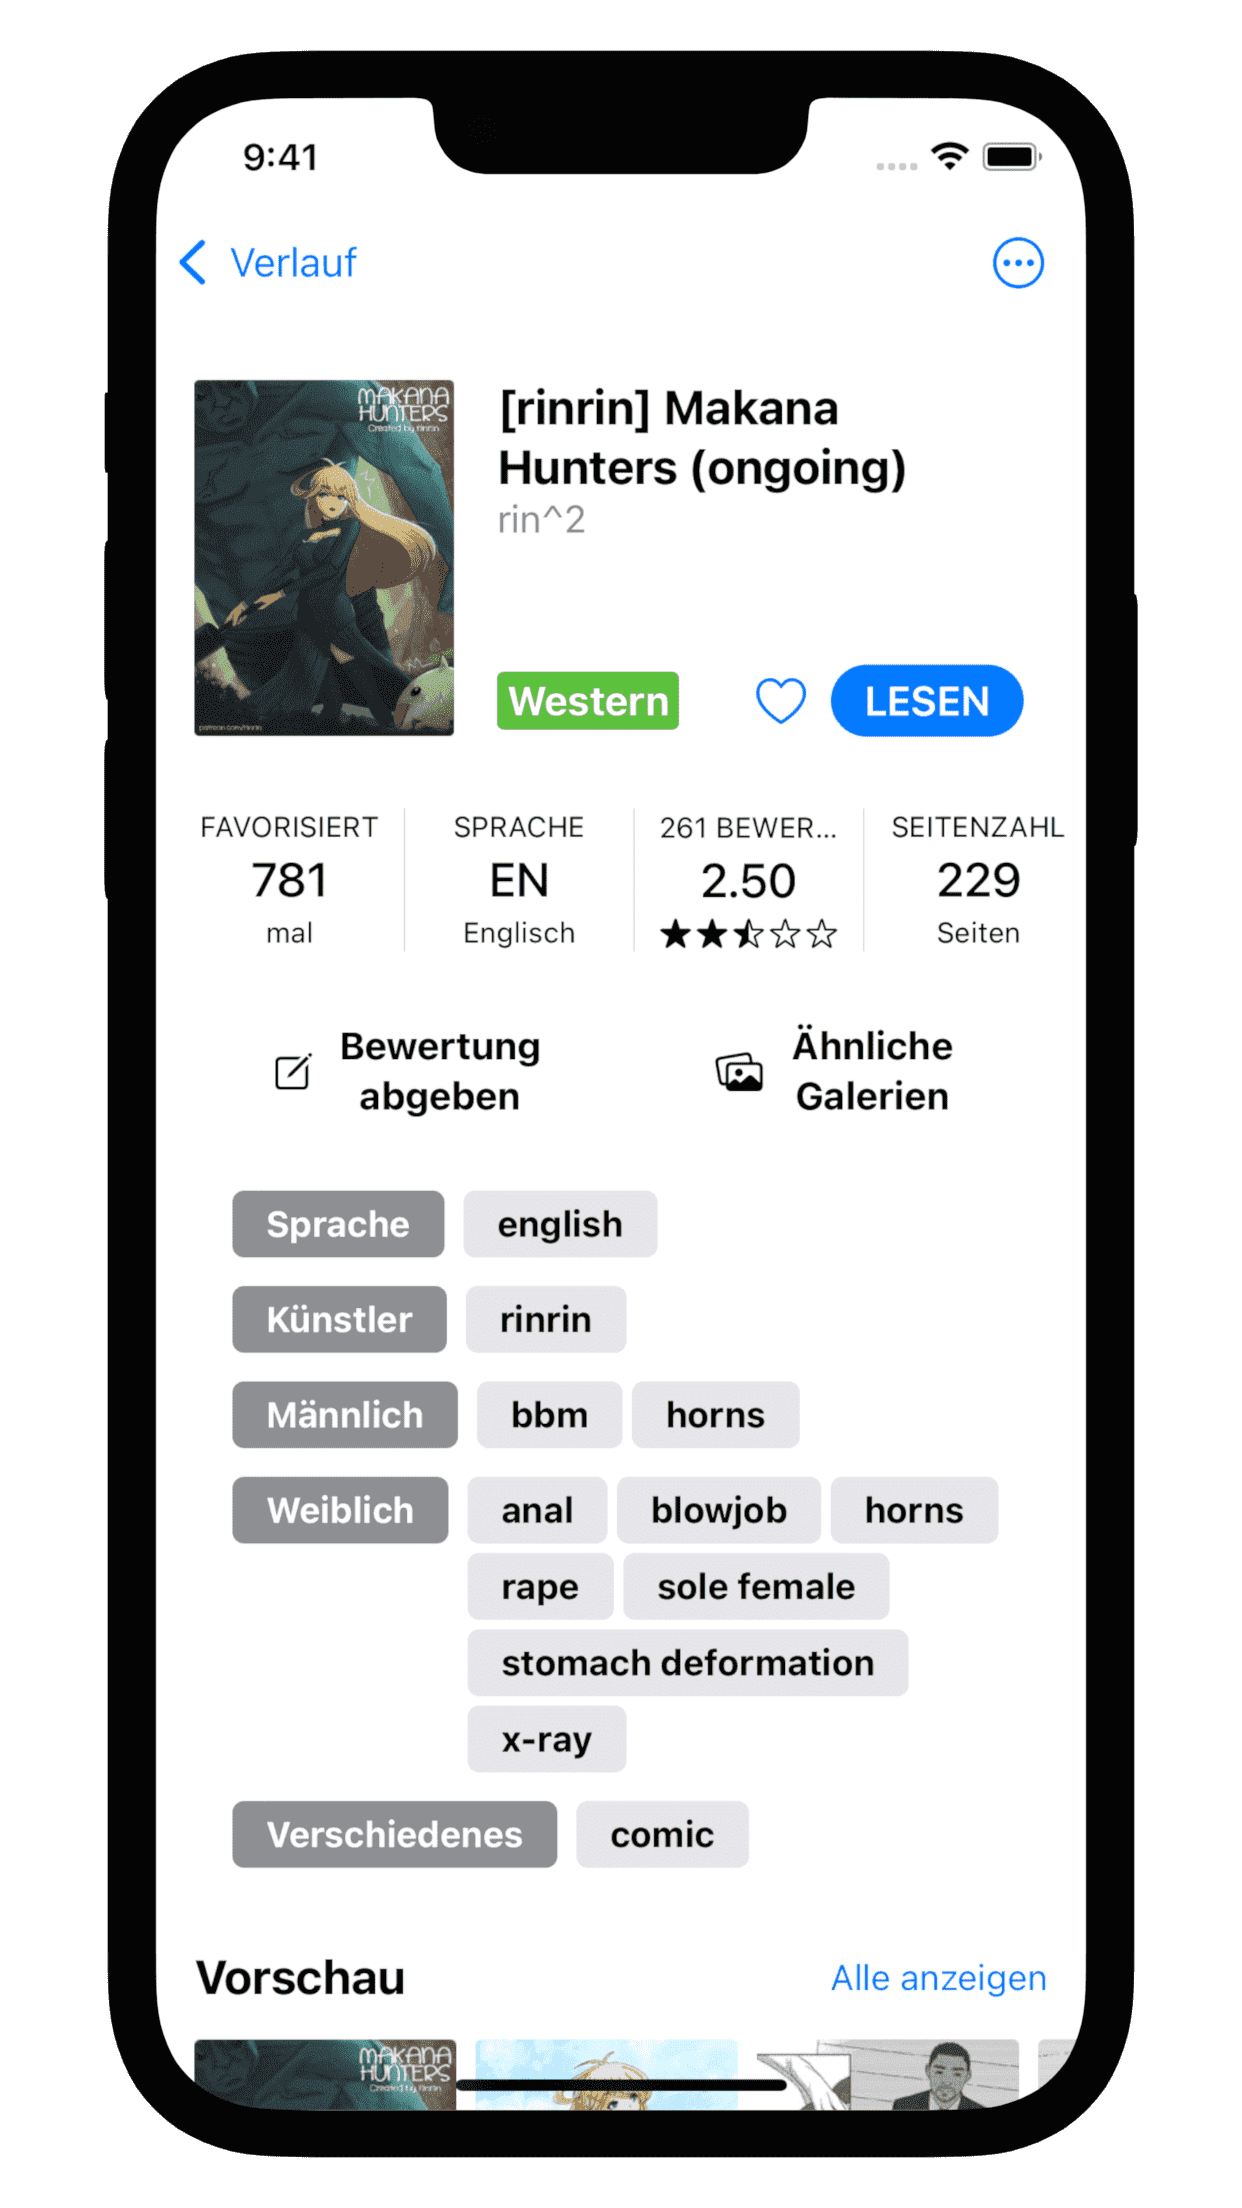 9:41
Verlauf
MAKANA
HUNTERS
Created by rinrin
patreon.com/rinrin
[rinrin] Makana
Hunters (ongoing)
rin^2
Western
LESEN
FAVORISIERT
781
mal
SPRACHE
EN
Englisch
261 BEWER...
2.50
SEITENZAHL
229
Seiten
Bewertung
abgeben
Ähnliche
Galerien
Sprache english
Künstler rinrin
Männlich bbm horns
Weiblich anal blowjob horns
rape sole female
stomach deformation
x-ray
Verschiedenes comic
Vorschau
Alle anzeigen
MAKANA
HUNTERS
Created by rinrin